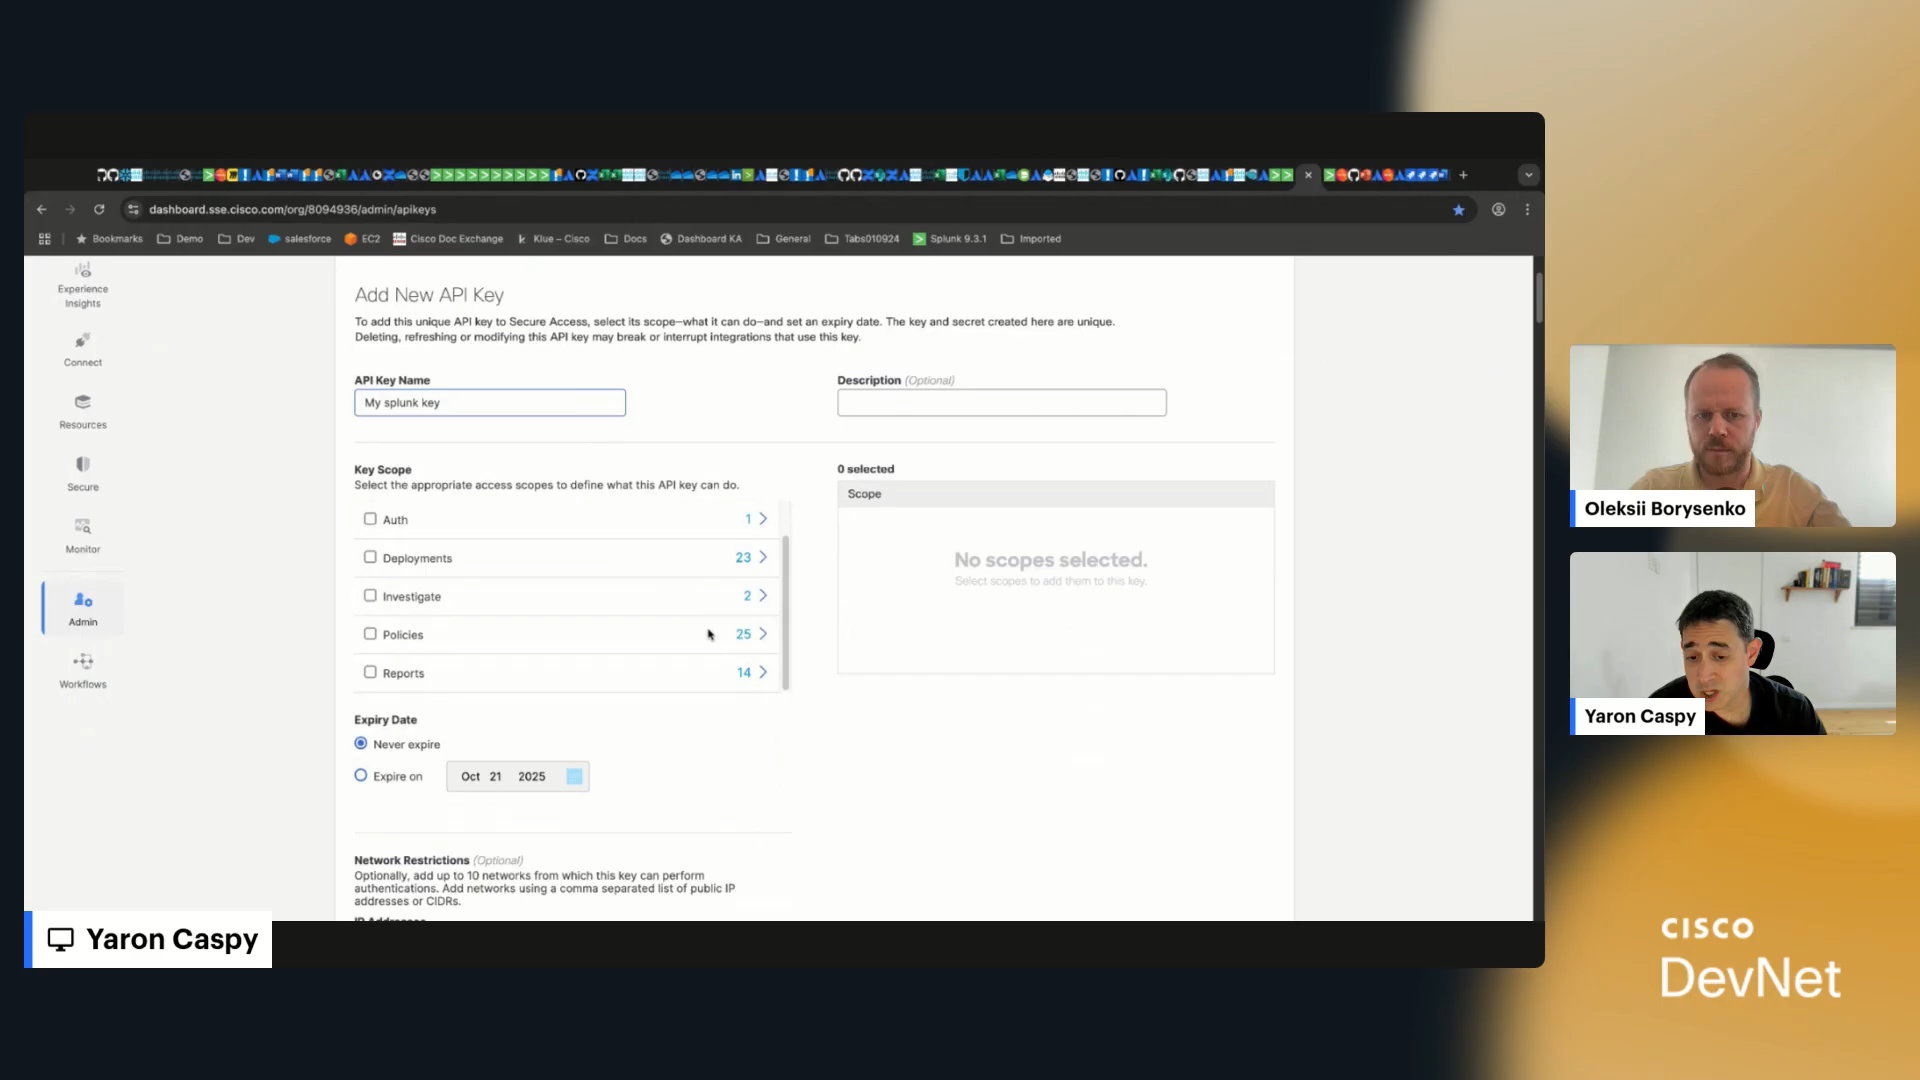 dashboard.sse.cisco.com/org/8094936/admin/apikeys
Bookmarks Demo Dev salesforce EC2 Cisco Doc Exchange Klue – Cisco Docs Dashboard KA General Tabs010924 Splunk 9.3.1 Imported
Experience
Insights
Connect
Resources
Secure
Monitor
Admin
Workflows
Add New API Key
To add this unique API key to Secure Access, select its scope—what it can do—and set an expiry date. The key and secret created here are unique.
Deleting, refreshing or modifying this API key may break or interrupt integrations that use this key.
API Key Name
My splunk key
Description (Optional)
Key Scope
Select the appropriate access scopes to define what this API key can do.
Auth 1
Deployments 23
Investigate 2
Policies 25
Reports 14
0 selected
Scope
No scopes selected.
Select scopes to add them to this key.
Expiry Date
Never expire
Expire on Oct 21 2025
Network Restrictions (Optional)
Optionally, add up to 10 networks from which this key can perform
authentications. Add networks using a comma separated list of public IP
addresses or CIDRs.
IP Addresses
Yaron Caspy
Oleksii Borysenko
Yaron Caspy
CISCO
DevNet